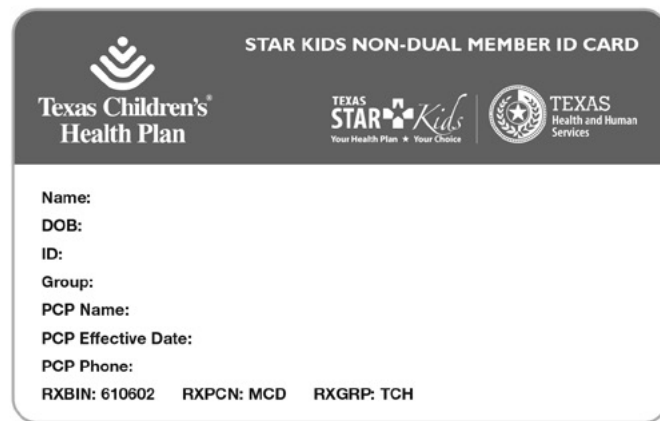 STAR KIDS NON-DUAL MEMBER ID CARD
Texas Children's®
Health Plan
TEXAS
STAR Kids
Your Health Plan ★ Your Choice
TEXAS
Health and Human
Services
Name:
DOB:
ID:
Group:
PCP Name:
PCP Effective Date:
PCP Phone:
RXBIN: 610602 RXPCN: MCD RXGRP: TCH